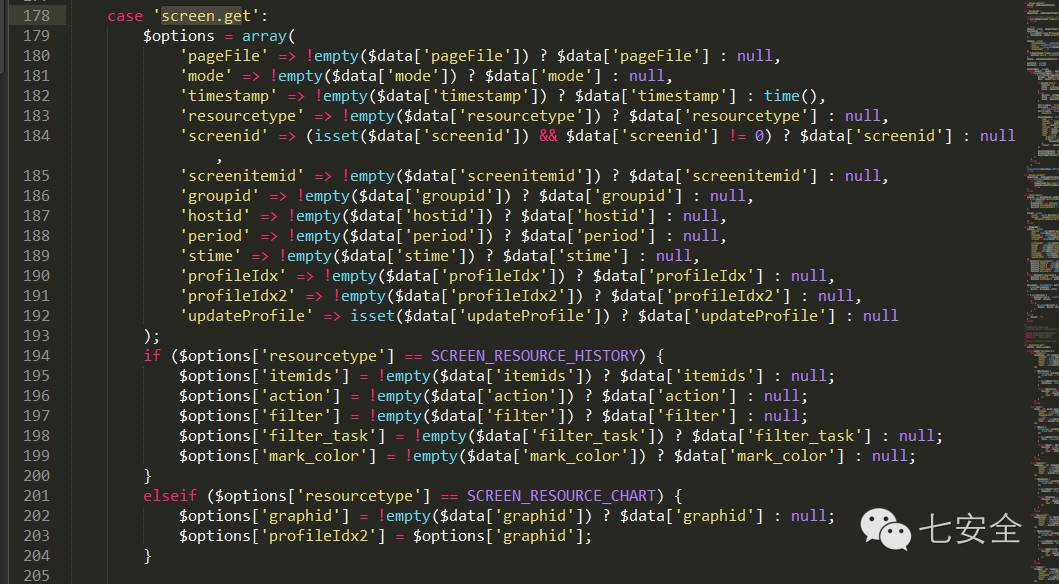 178 case 'screen.get':
179 $options = array(
180 'pageFile' => !empty($data['pageFile']) ? $data['pageFile'] : null,
181 'mode' => !empty($data['mode']) ? $data['mode'] : null,
182 'timestamp' => !empty($data['timestamp']) ? $data['timestamp'] : time(),
183 'resourcetype' => !empty($data['resourcetype']) ? $data['resourcetype'] : null,
184 'screenid' => (isset($data['screenid']) && $data['screenid'] != 0) ? $data['screenid'] : null
,
185 'screenitemid' => !empty($data['screenitemid']) ? $data['screenitemid'] : null,
186 'groupid' => !empty($data['groupid']) ? $data['groupid'] : null,
187 'hostid' => !empty($data['hostid']) ? $data['hostid'] : null,
188 'period' => !empty($data['period']) ? $data['period'] : null,
189 'stime' => !empty($data['stime']) ? $data['stime'] : null,
190 'profileIdx' => !empty($data['profileIdx']) ? $data['profileIdx'] : null,
191 'profileIdx2' => !empty($data['profileIdx2']) ? $data['profileIdx2'] : null,
192 'updateProfile' => isset($data['updateProfile']) ? $data['updateProfile'] : null
193 );
194 if ($options['resourcetype'] == SCREEN_RESOURCE_HISTORY) {
195 $options['itemids'] = !empty($data['itemids']) ? $data['itemids'] : null;
196 $options['action'] = !empty($data['action']) ? $data['action'] : null;
197 $options['filter'] = !empty($data['filter']) ? $data['filter'] : null;
198 $options['filter_task'] = !empty($data['filter_task']) ? $data['filter_task'] : null;
199 $options['mark_color'] = !empty($data['mark_color']) ? $data['mark_color'] : null;
200 }
201 elseif ($options['resourcetype'] == SCREEN_RESOURCE_CHART) {
202 $options['graphid'] = !empty($data['graphid']) ? $data['graphid'] : null;
203 $options['profileIdx2'] = $options['graphid'];
204 }
205
七安全